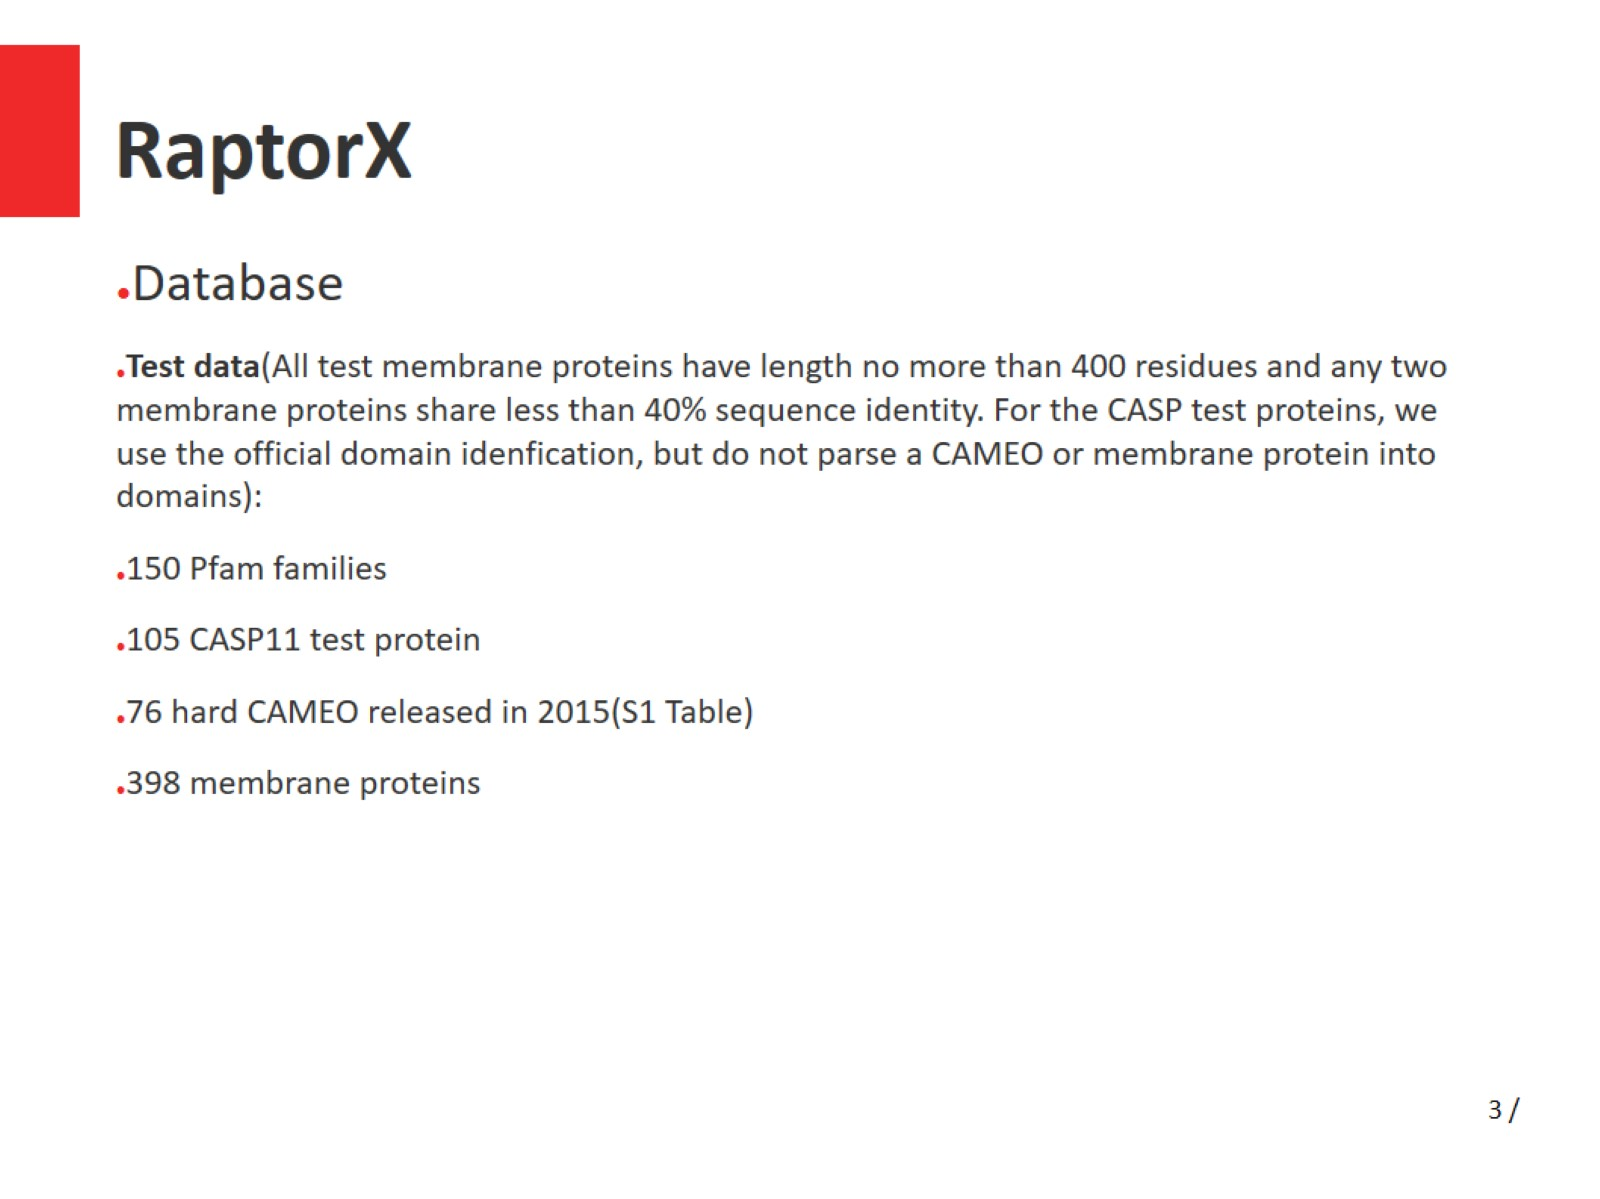 RaptorX
•Database
•Test data(All test membrane proteins have length no more than 400 residues and any two
membrane proteins share less than 40% sequence identity. For the CASP test proteins, we
use the official domain idenfication, but do not parse a CAMEO or membrane protein into
domains):
•150 Pfam families
•105 CASP11 test protein
•76 hard CAMEO released in 2015(S1 Table)
•398 membrane proteins
3 /